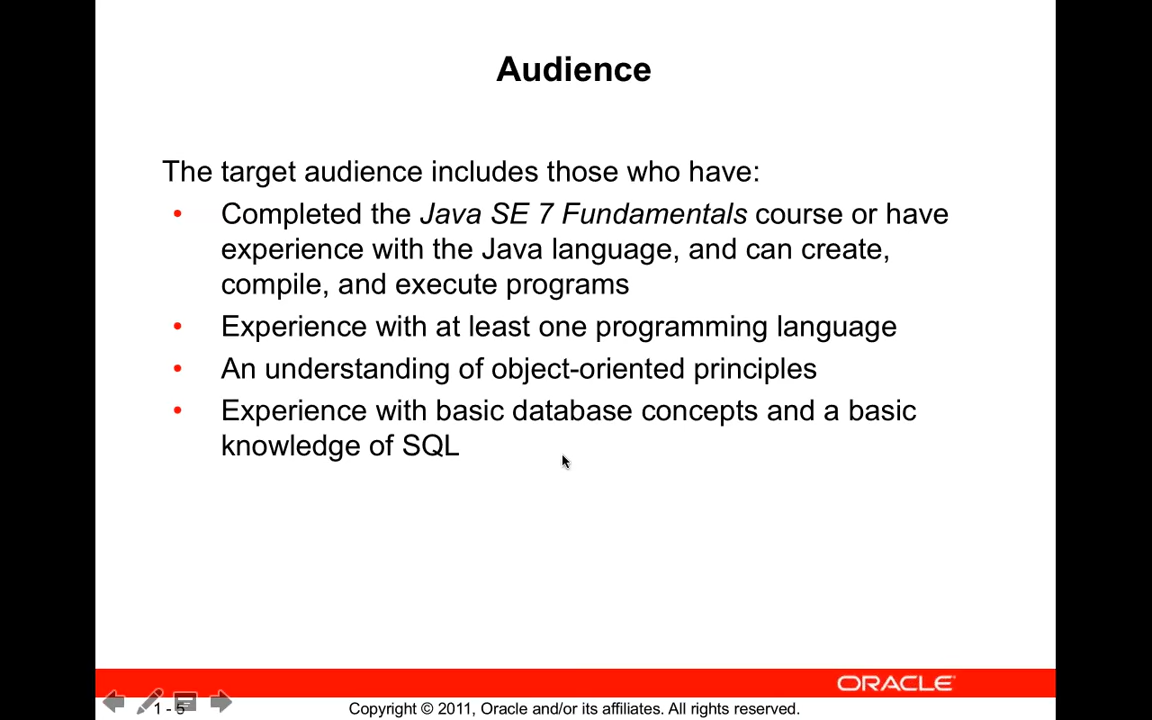 Audience
The target audience includes those who have:
• Completed the Java SE 7 Fundamentals course or have
experience with the Java language, and can create,
compile, and execute programs
• Experience with at least one programming language
• An understanding of object-oriented principles
• Experience with basic database concepts and a basic
knowledge of SQL
ORACLE
1 - 5
Copyright © 2011, Oracle and/or its affiliates. All rights reserved.